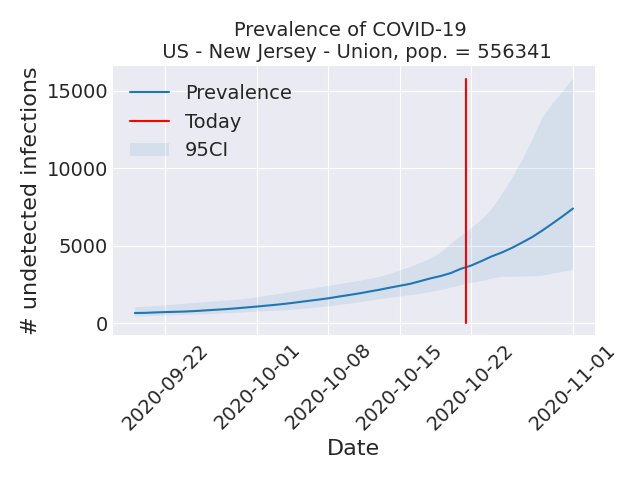 Prevalence of COVID-19
US - New Jersey - Union, pop. = 556341
# undetected infections
15000
10000
5000
0
Prevalence
Today
95CI
2020-09-22
2020-10-01
2020-10-08
2020-10-15
2020-10-22
2020-11-01
Date